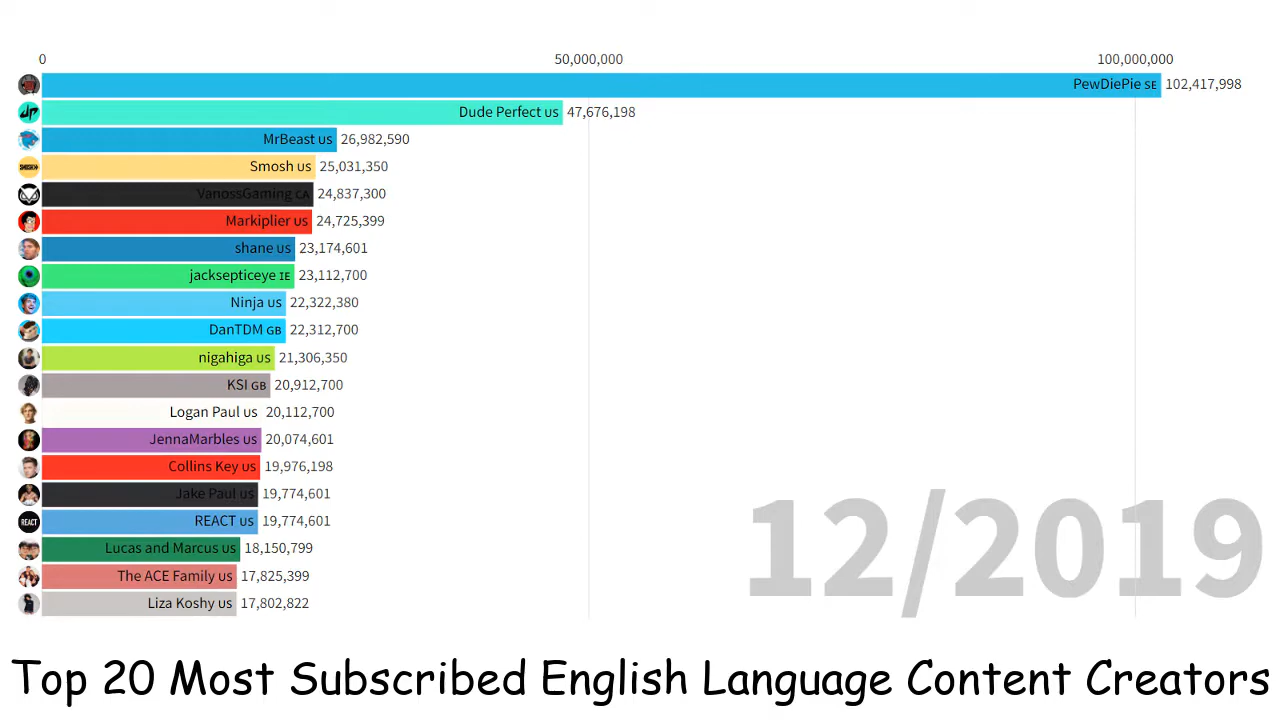 0 50,000,000 100,000,000
PewDiePie SE 102,417,998
dp Dude Perfect US 47,676,198
MrBeast US 26,982,590
SMOSH Smosh US 25,031,350
VanossGaming CA 24,837,300
Markiplier US 24,725,399
shane US 23,174,601
jacksepticeye IE 23,112,700
Ninja US 22,322,380
DanTDM GB 22,312,700
nigahiga US 21,306,350
KSI GB 20,912,700
Logan Paul US 20,112,700
JennaMarbles US 20,074,601
Collins Key US 19,976,198
Jake Paul US 19,774,601
REACT REACT US 19,774,601
Lucas and Marcus US 18,150,799
The ACE Family US 17,825,399
Liza Koshy US 17,802,822
12/2019
Top 20 Most Subscribed English Language Content Creators